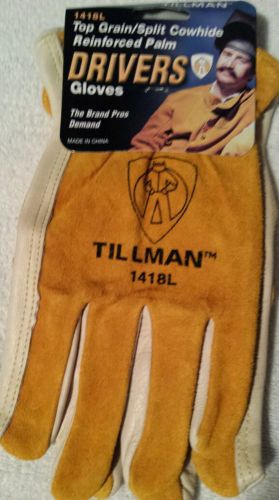 TILLMAN
1418L
Top Grain/Split Cowhide
Reinforced Palm
DRIVERS
Gloves
The Brand Pros
Demand
MADE IN CHINA
TILLMAN™
1418L